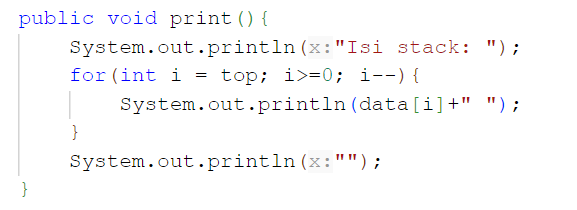 public void print(){
System.out.println(x:"Isi stack: ");
for(int i = top; i>=0; i--){
System.out.println(data[i]+" ");
}
System.out.println(x:"");
}